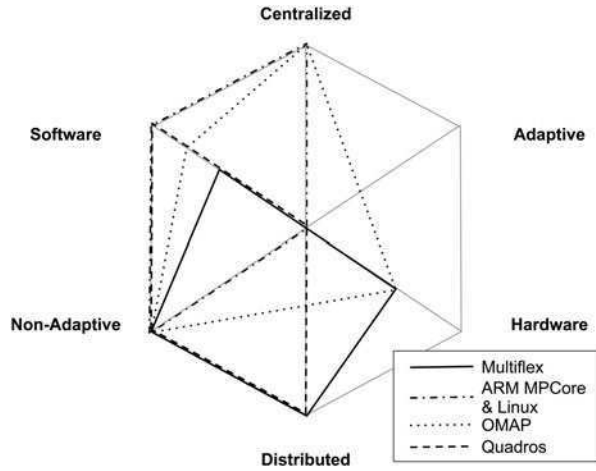 Centralized
Software
Adaptive
Non-Adaptive
Hardware
Distributed
Multiflex
ARM MPCore
& Linux
OMAP
Quadros